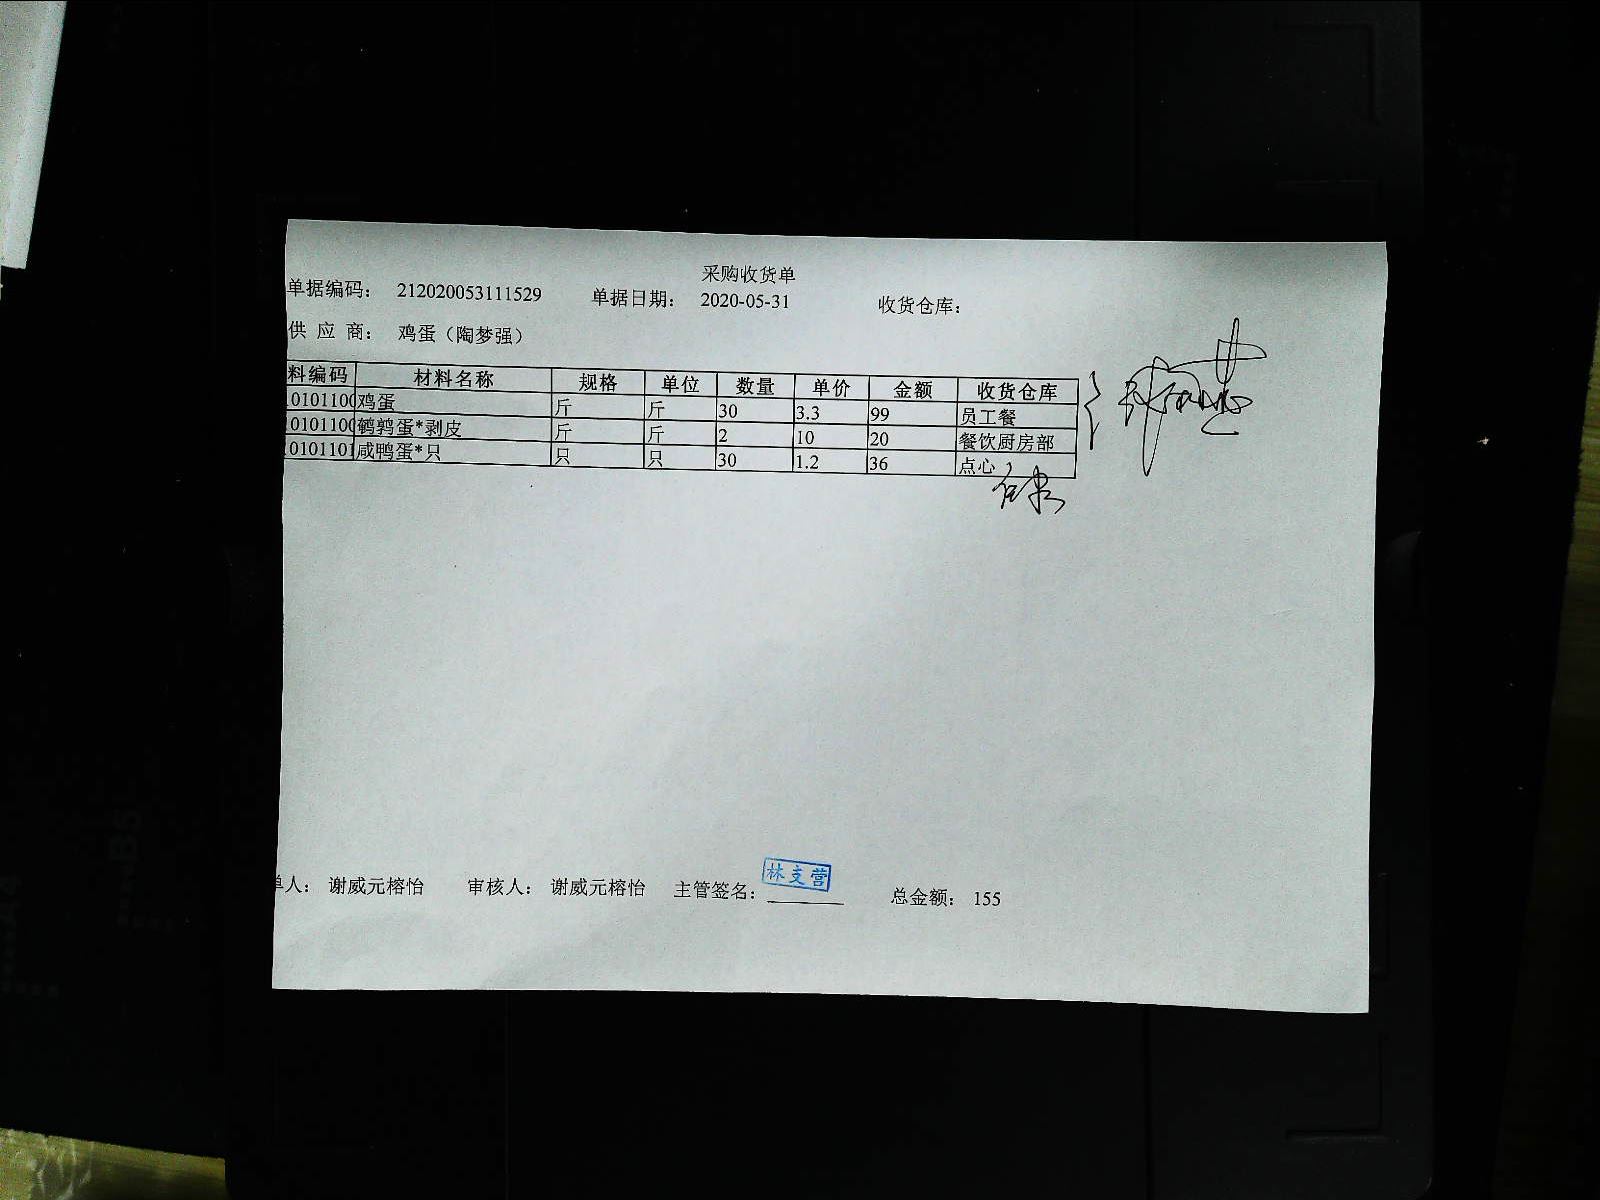 采购收货单
单据编码： 212020053111529 单据日期： 2020-05-31 收货仓库：
供 应 商： 鸡蛋（陶梦强）
料编码 材料名称 规格 单位 数量 单价 金额 收货仓库
0101100 鸡蛋 斤 斤 30 3.3 99 员工餐
0101100 鹌鹑蛋*剥皮 斤 斤 2 10 20 餐饮厨房部
0101101 咸鸭蛋*只 只 只 30 1.2 36 点心
单人： 谢威元榕怡 审核人： 谢威元榕怡 主管签名： 林支营 总金额： 155